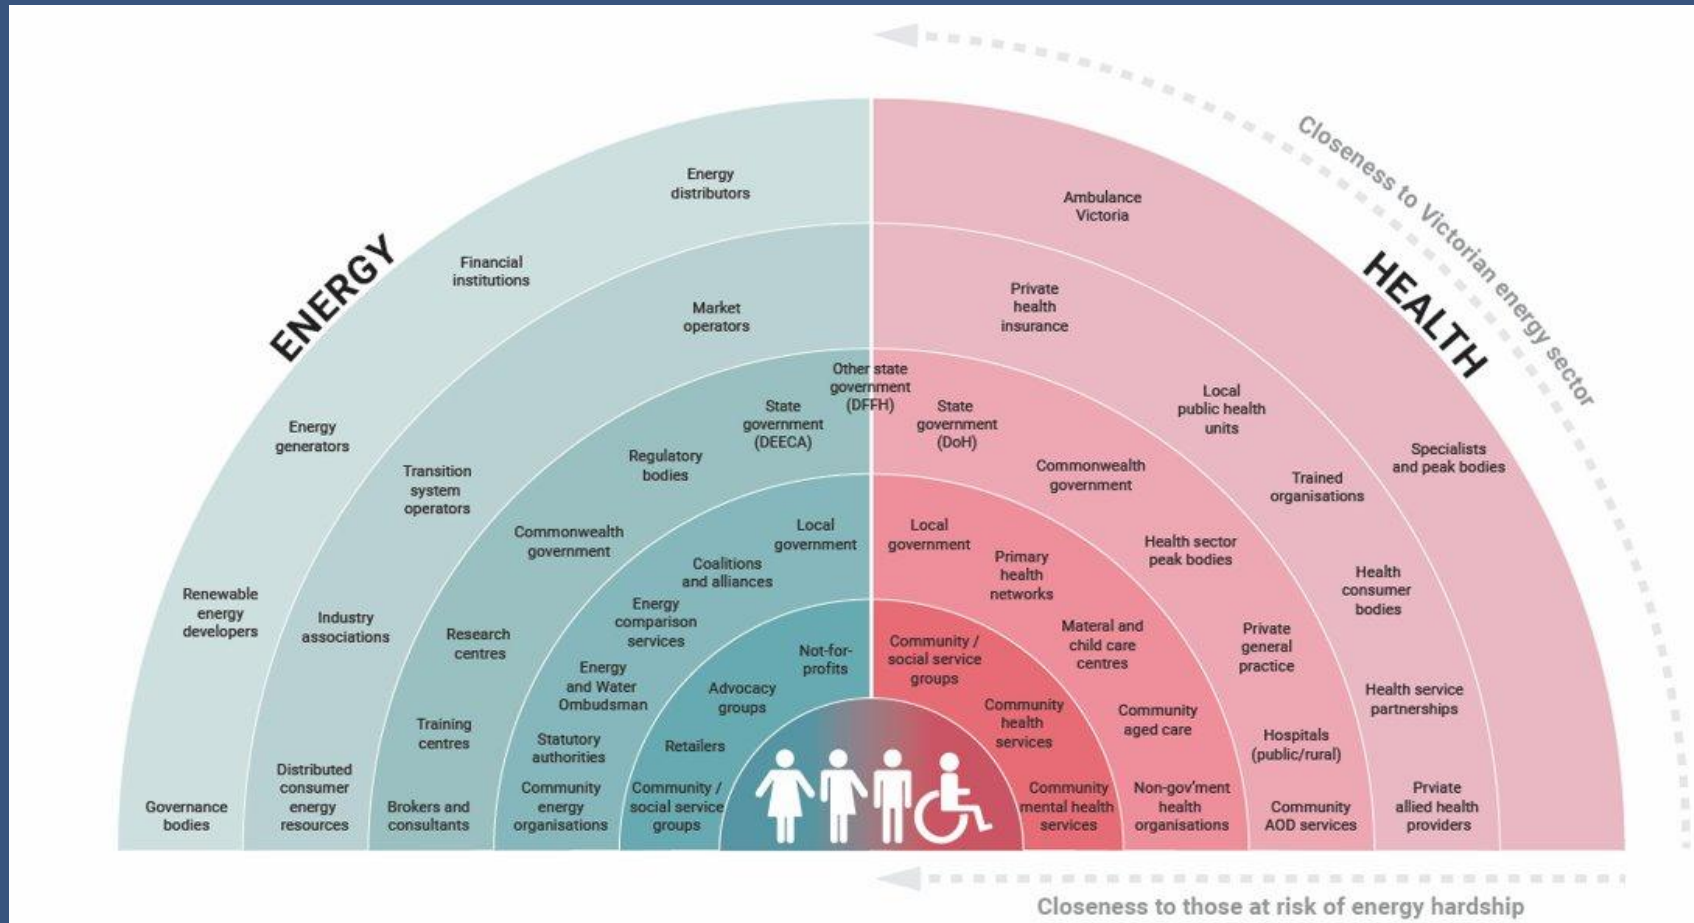 Closeness to Victorian energy sector
ENERGY
HEALTH
Energy
distributors
Financial
institutions
Energy
generators
Renewable
energy
developers
Governance
bodies
Market
operators
Transition
system
operators
Industry
associations
Distributed
consumer
energy
resources
Other state
government
(DFFH)
State
government
(DEECA)
Regulatory
bodies
Commonwealth
government
Research
centres
Training
centres
Brokers and
consultants
Local
government
Coalitions
and alliances
Energy
comparison
services
Energy
and Water
Ombudsman
Statutory
authorities
Community
energy
organisations
Not-for-
profits
Advocacy
groups
Retailers
Community /
social service
groups
Ambulance
Victoria
Specialists
and peak bodies
Private
health
insurance
Local
public health
units
Trained
organisations
Health
consumer
bodies
Health service
partnerships
Prviate
allied health
providers
State
government
(DoH)
Commonwealth
government
Health sector
peak bodies
Private
general
practice
Hospitals
(public/rural)
Community
AOD services
Local
government
Primary
health
networks
Materal and
child care
centres
Community
aged care
Non-gov'ment
health
organisations
Community /
social service
groups
Community
health
services
Community
mental health
services
Closeness to those at risk of energy hardship